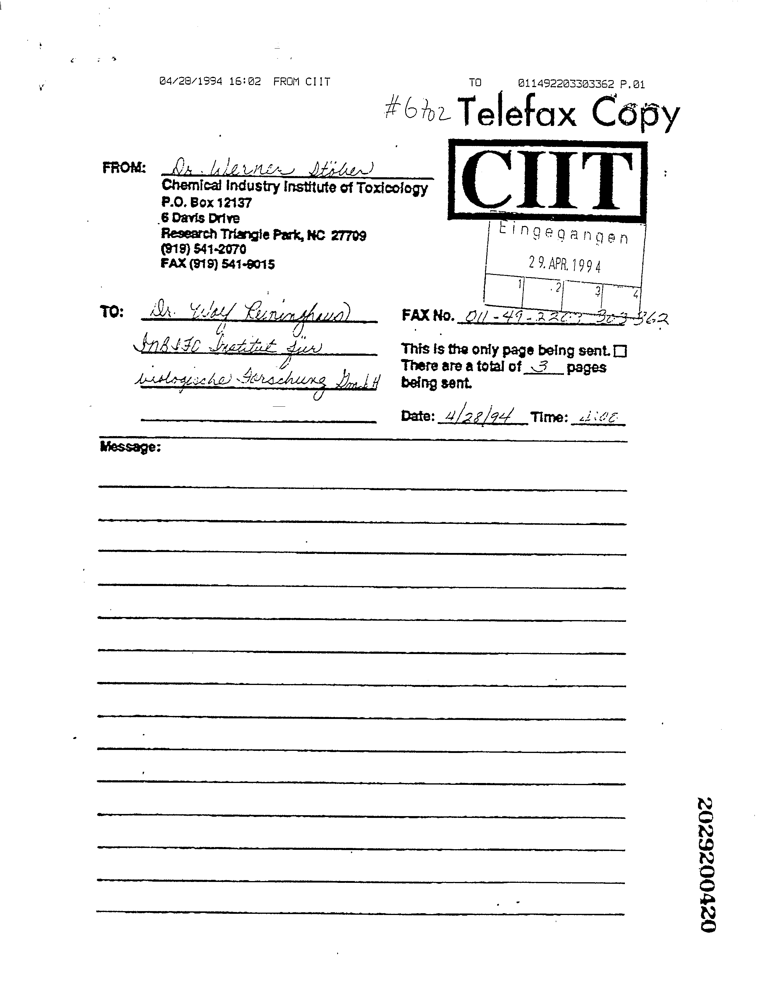 04/28/1994 16:02 FROM CIIT TO 011492203303362 P.01
#6702 Telefax Copy
CIIT
FROM: Dr. Werner Stöber
Chemical Industry Institute of Toxicology
P.O. Box 12137
6 Davis Drive
Research Triangle Park, NC 27709
(919) 541-2070
FAX (919) 541-9015
Eingegangen
29. APR. 1994
1 2 3 4
TO: Dr. Wolf Reininghaus
FAX No. 011-49-2203-303-362
INBIFO Institut für
biologische Forschung GmbH
This is the only page being sent. ☐
There are a total of 3 pages
being sent.
Date: 4/28/94 Time:
Message:
2029200420